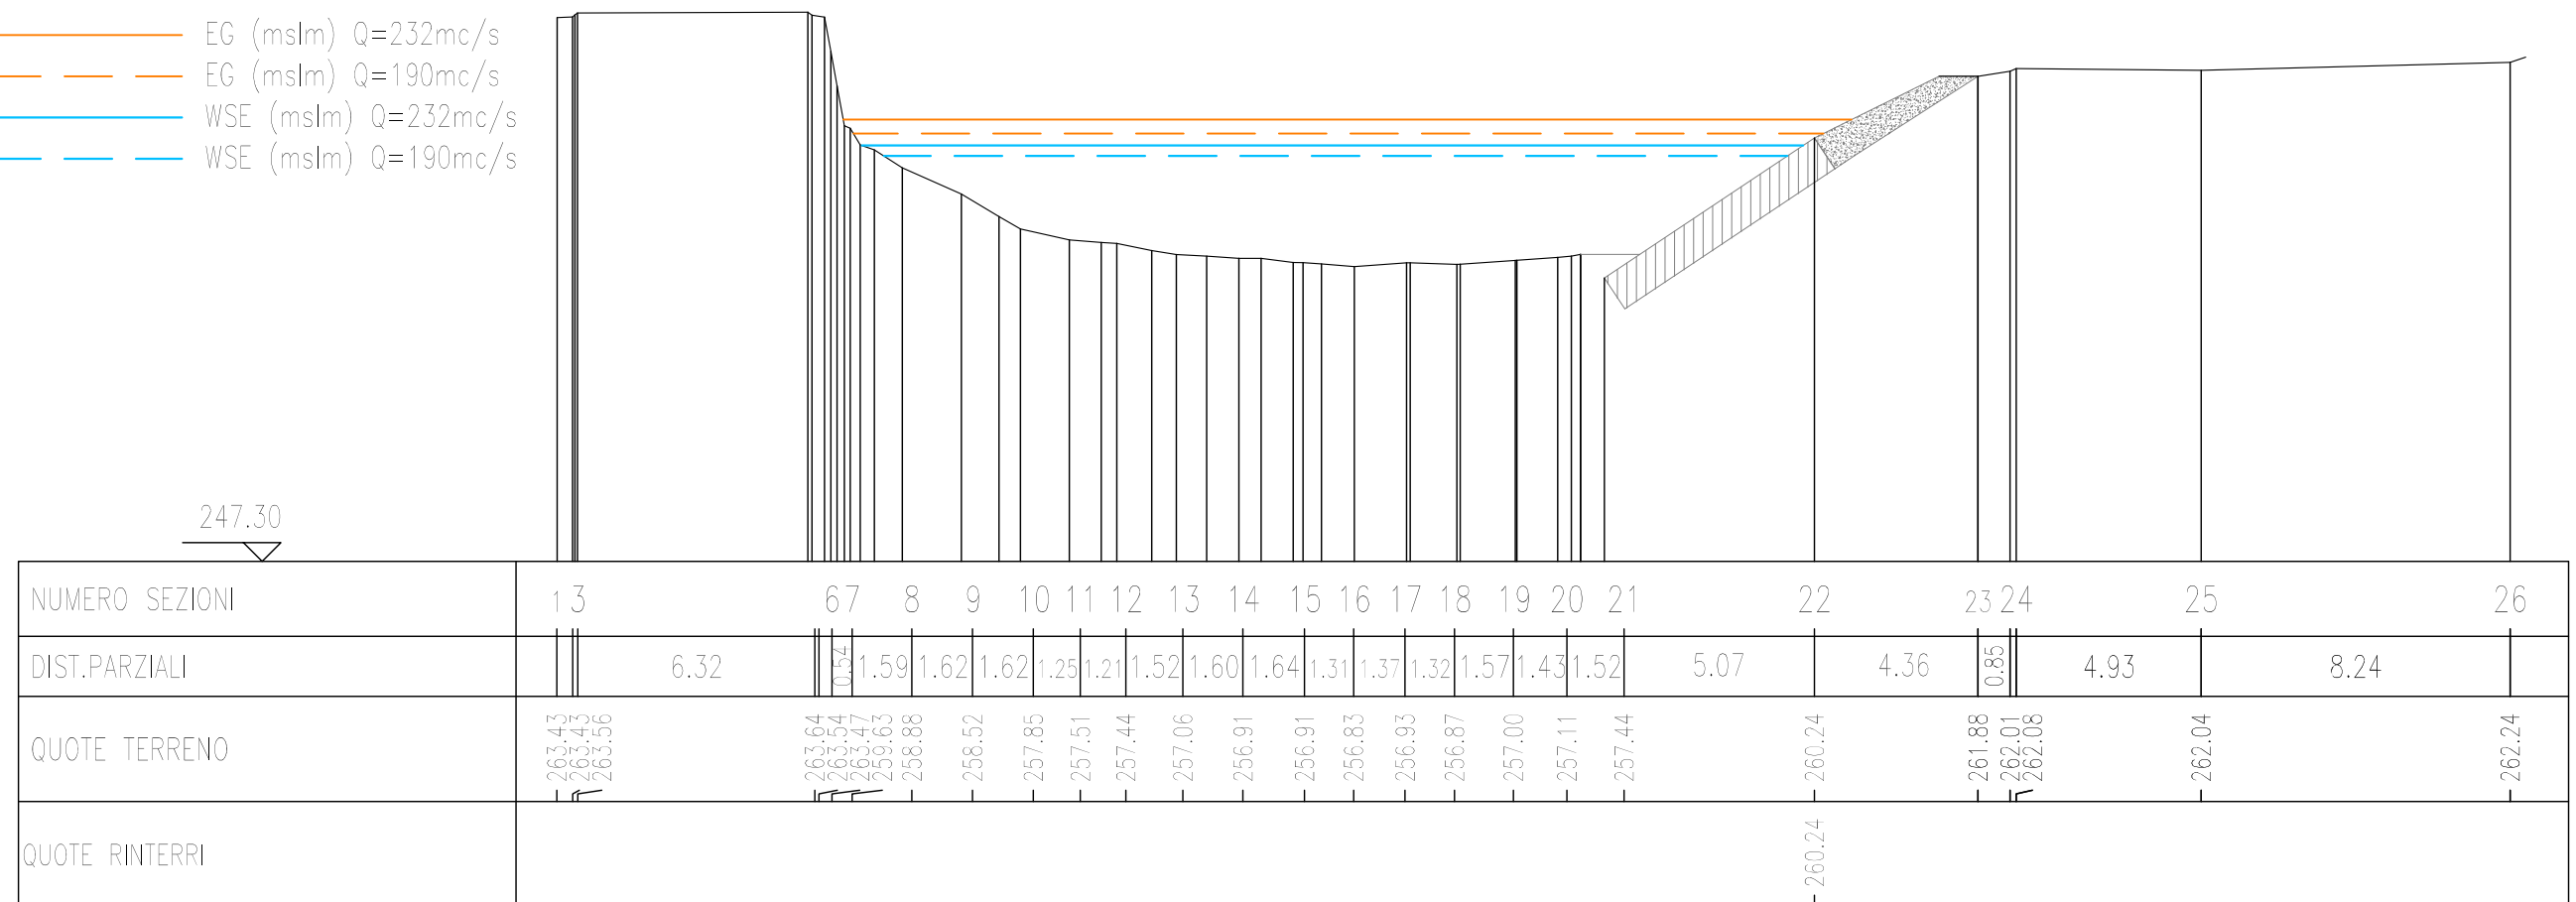 EG (mslm) Q=232mc/s
EG (mslm) Q=190mc/s
WSE (mslm) Q=232mc/s
WSE (mslm) Q=190mc/s
247.30
NUMERO SEZIONI 1 3 6 7 8 9 10 11 12 13 14 15 16 17 18 19 20 21 22 23 24 25 26
DIST.PARZIALI 6.32 0.54 1.59 1.62 1.62 1.25 1.21 1.52 1.60 1.64 1.31 1.37 1.32 1.57 1.43 1.52 5.07 4.36 0.85 4.93 8.24
QUOTE TERRENO 263.43 263.43 263.56 263.64 263.54 263.47 259.63 258.88 258.52 257.85 257.51 257.44 257.06 256.91 256.91 256.83 256.93 256.87 257.00 257.11 257.44 260.24 261.88 262.01 262.08 262.04 262.24
QUOTE RINTERRI 260.24